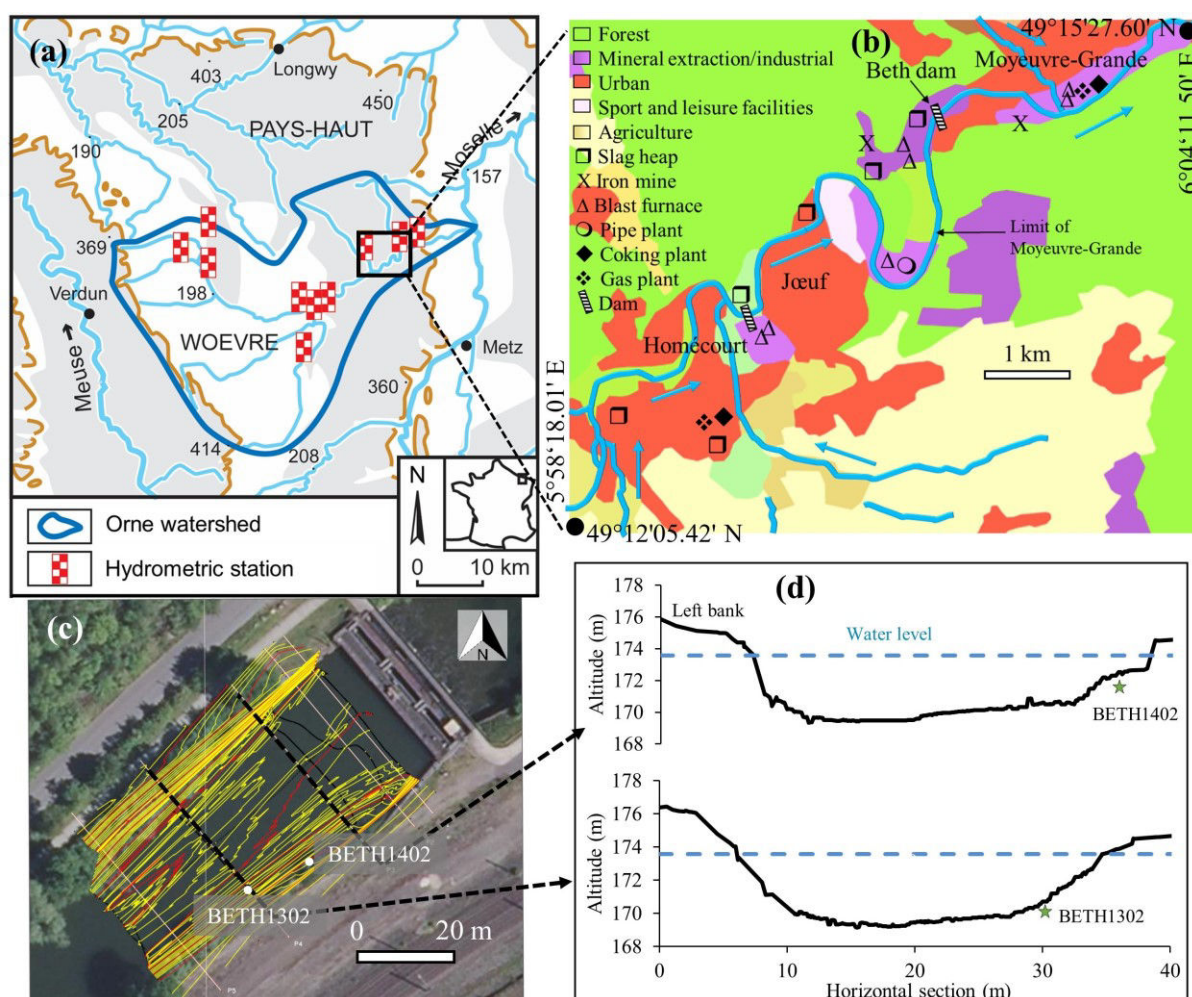 (a)
403
Longwy
450
205
PAYS-HAUT
190
Moselle
157
369
Verdun
198
WOEVRE
Meuse
Metz
360
414
208
N
0 10 km
Orne watershed
Hydrometric station
(b)
49°15'27.60' N
6°04'11.50' E
Forest
Mineral extraction/industrial
Urban
Sport and leisure facilities
Agriculture
Slag heap
X Iron mine
Blast furnace
Pipe plant
Coking plant
Gas plant
Dam
Moyeuvre-Grande
Beth dam
X
X
Limit of
Moyeuvre-Grande
Jœuf
Homécourt
1 km
5°58'18.01' E
49°12'05.42' N
(c)
N
BETH1402
BETH1302
P4
P5
0 20 m
(d)
178
176
174
172
170
168
Altitude (m)
Left bank
Water level
BETH1402
178
176
174
172
170
168
Altitude (m)
BETH1302
0 10 20 30 40
Horizontal section (m)